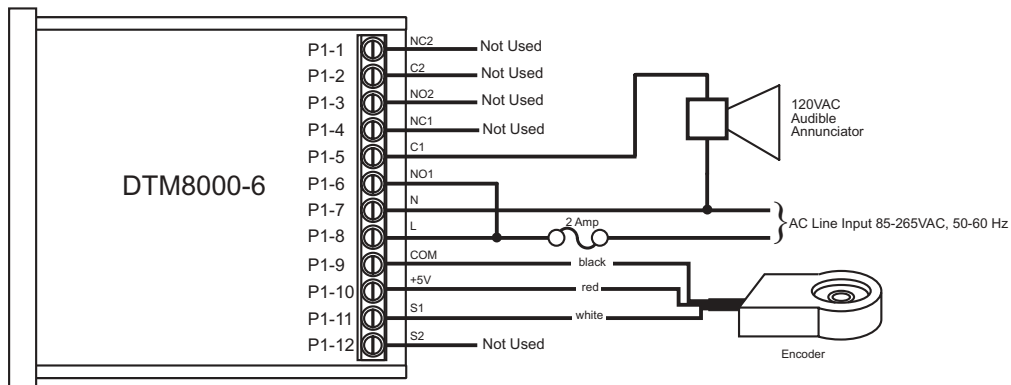 DTM8000-6
P1-1 NC2 Not Used
P1-2 C2 Not Used
P1-3 NO2 Not Used
P1-4 NC1 Not Used
P1-5 C1
P1-6 NO1
P1-7 N
P1-8 L 2 Amp
P1-9 COM black
P1-10 +5V red
P1-11 S1 white
P1-12 S2 Not Used
120VAC
Audible
Annunciator
AC Line Input 85-265VAC, 50-60 Hz
Encoder